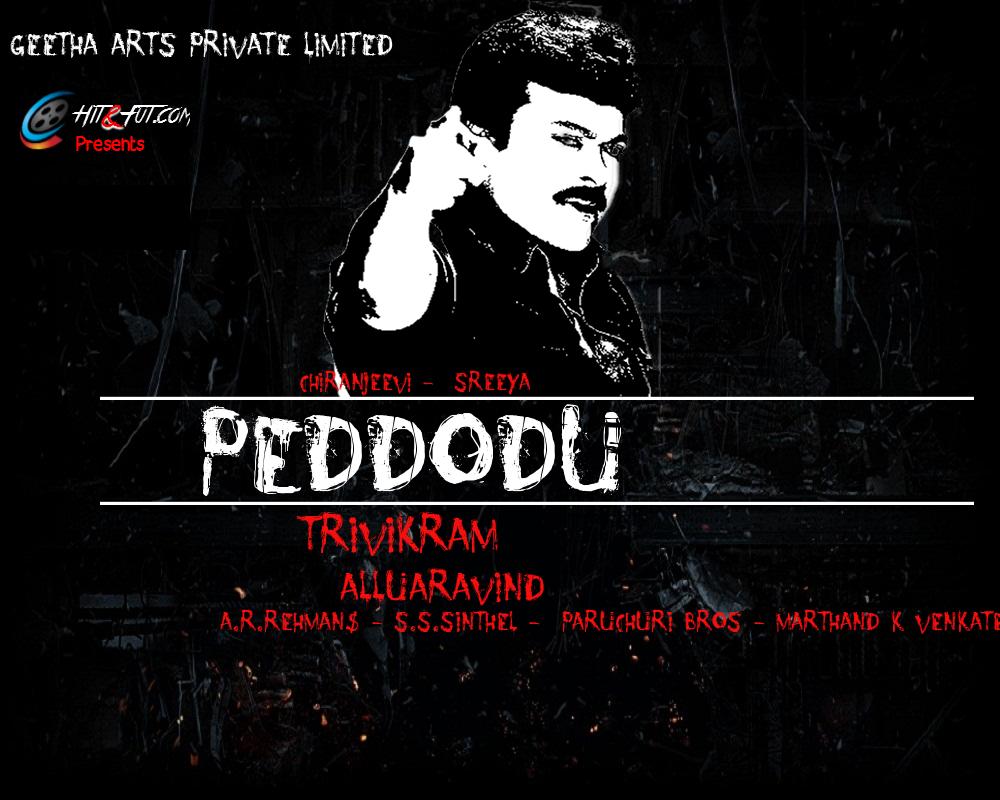 GEETHA ARTS PRIVATE LIMITED
HIT&FUT.COM
Presents
CHIRANJEEVI - SREEYA
PEDDODU
TRIVIKRAM
ALLUARAVIND
A.R.REHMAN$ - S.S.SINTHEL - PARUCHURI BROS - MARTHAND K VENKATE